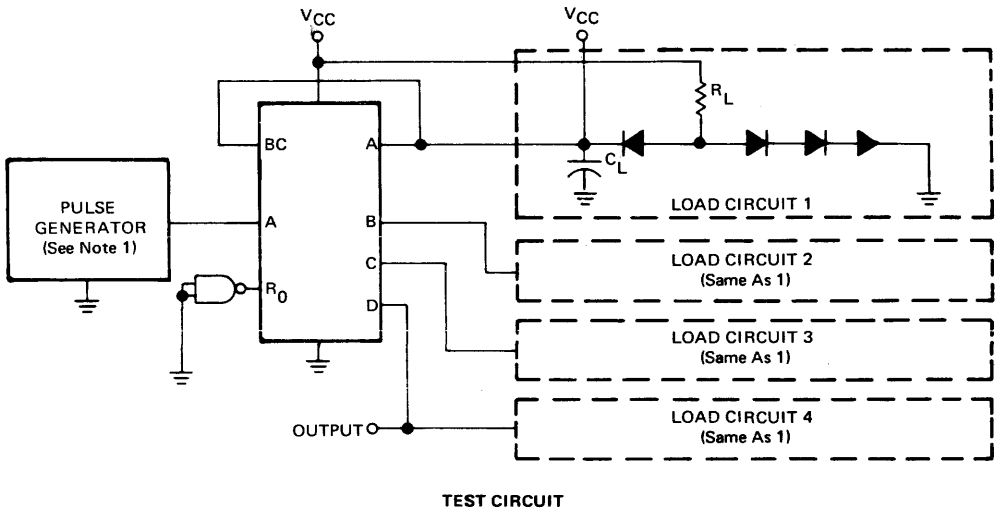 VCC
VCC
RL
BC
A
CL
LOAD CIRCUIT 1
PULSE
GENERATOR
(See Note 1)
A
B
LOAD CIRCUIT 2
(Same As 1)
C
R0
D
LOAD CIRCUIT 3
(Same As 1)
LOAD CIRCUIT 4
(Same As 1)
OUTPUT
TEST CIRCUIT